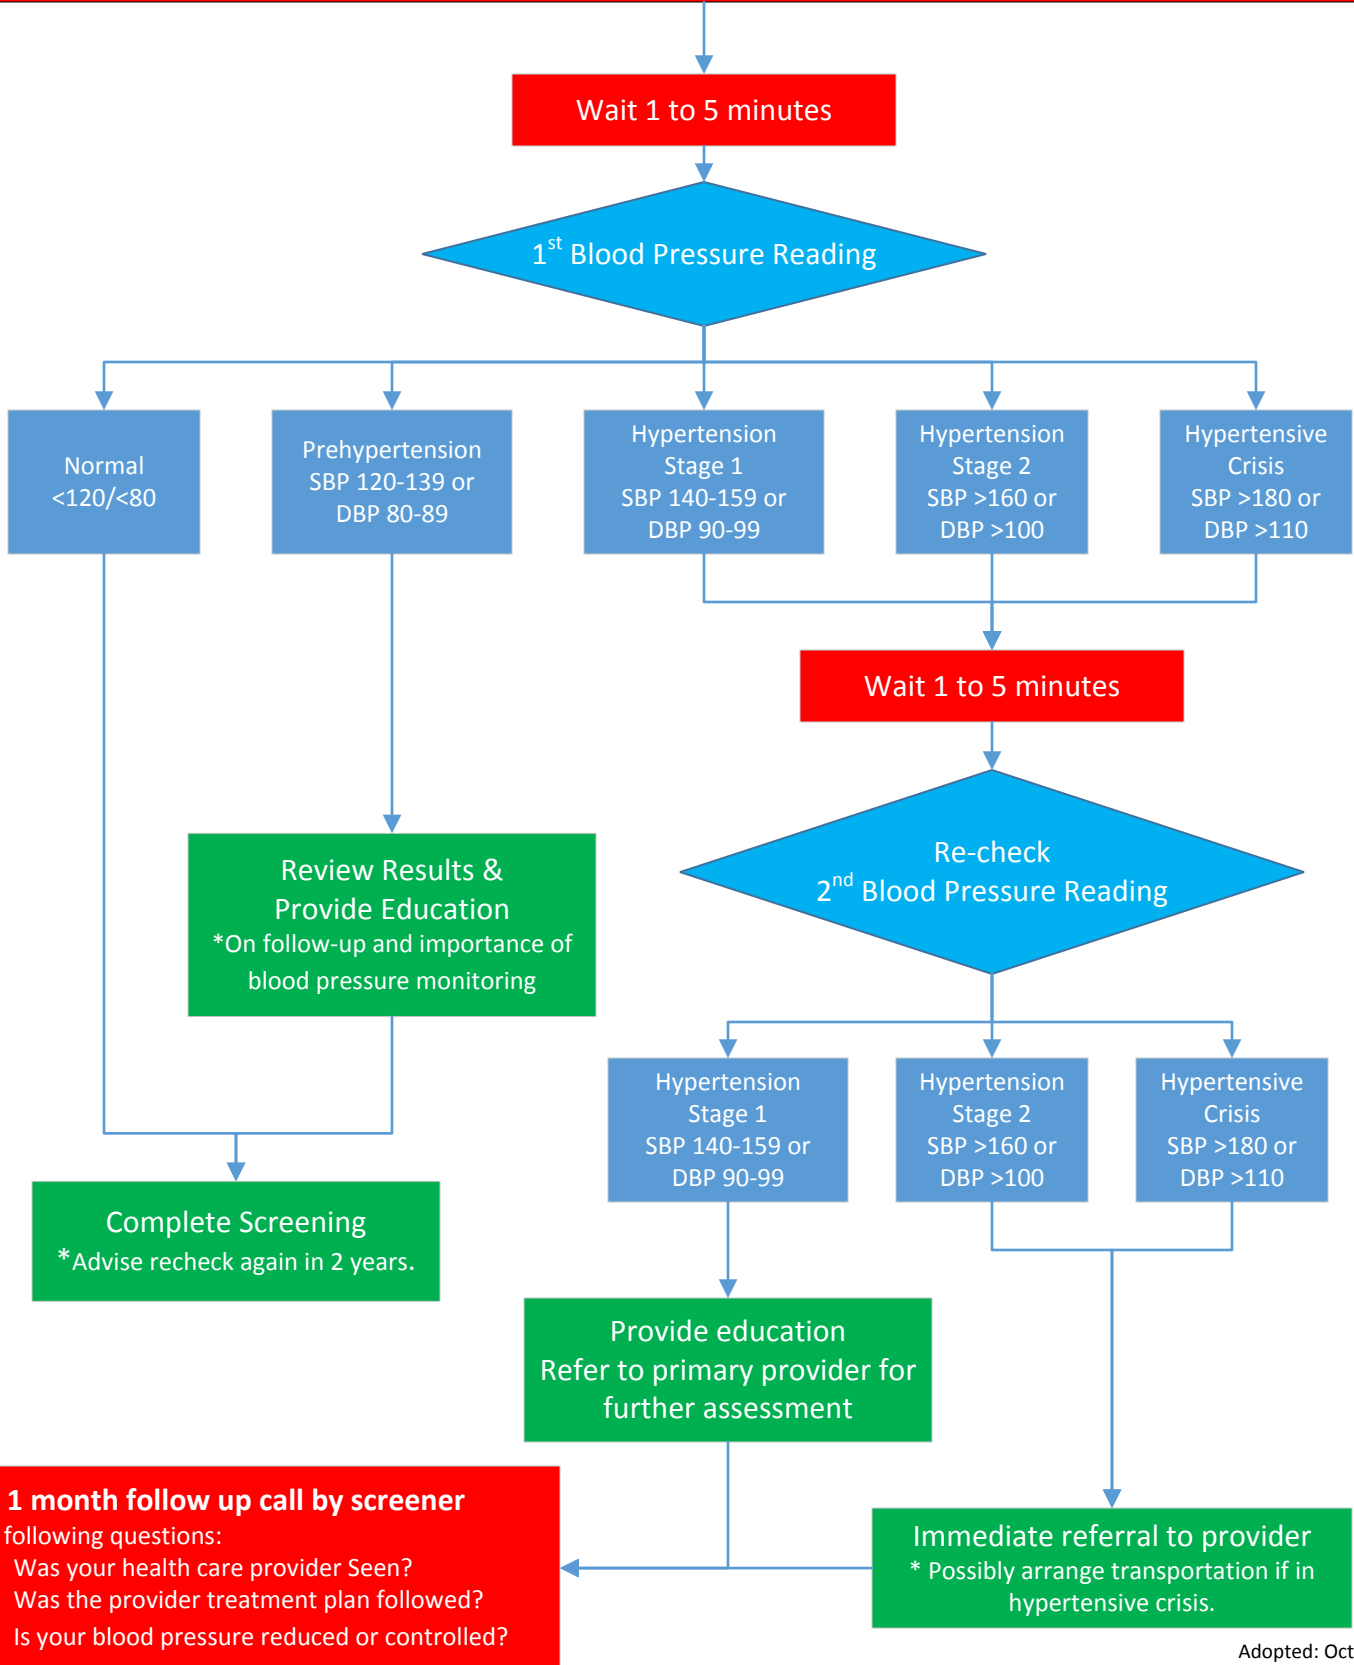 Wait 1 to 5 minutes
1st Blood Pressure Reading
Normal
<120/<80
Prehypertension
SBP 120-139 or
DBP 80-89
Hypertension
Stage 1
SBP 140-159 or
DBP 90-99
Hypertension
Stage 2
SBP >160 or
DBP >100
Hypertensive
Crisis
SBP >180 or
DBP >110
Wait 1 to 5 minutes
Re-check
2nd Blood Pressure Reading
Review Results &
Provide Education
*On follow-up and importance of
blood pressure monitoring
Hypertension
Stage 1
SBP 140-159 or
DBP 90-99
Hypertension
Stage 2
SBP >160 or
DBP >100
Hypertensive
Crisis
SBP >180 or
DBP >110
Complete Screening
*Advise recheck again in 2 years.
Provide education
Refer to primary provider for
further assessment
1 month follow up call by screener
following questions:
Was your health care provider Seen?
Was the provider treatment plan followed?
Is your blood pressure reduced or controlled?
Immediate referral to provider
* Possibly arrange transportation if in
hypertensive crisis.
Adopted: Oct